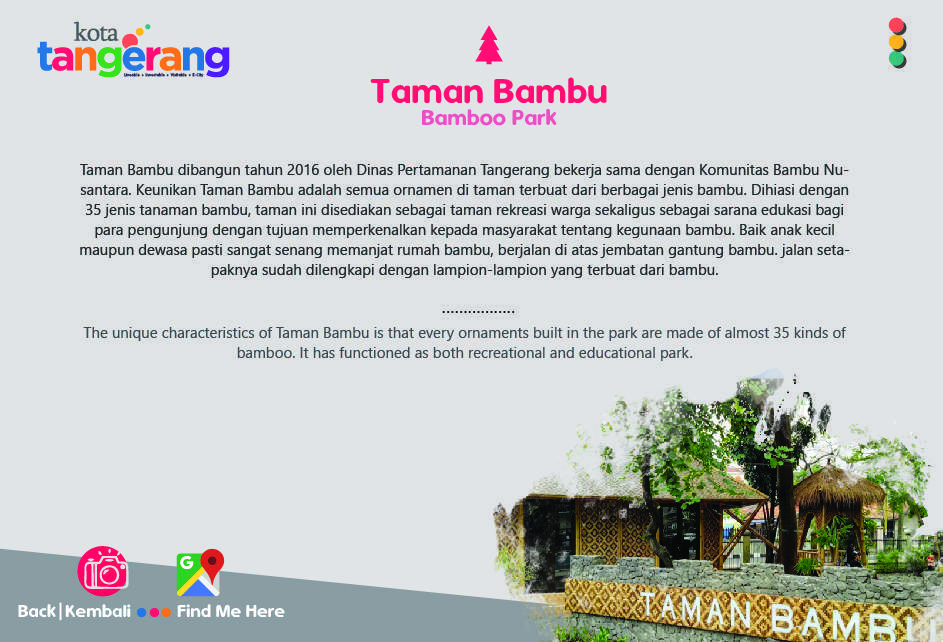 kota
tangerang
Liveable • Investable • Visitable • E-City
Taman Bambu
Bamboo Park
Taman Bambu dibangun tahun 2016 oleh Dinas Pertamanan Tangerang bekerja sama dengan Komunitas Bambu Nu-
santara. Keunikan Taman Bambu adalah semua ornamen di taman terbuat dari berbagai jenis bambu. Dihiasi dengan
35 jenis tanaman bambu, taman ini disediakan sebagai taman rekreasi warga sekaligus sebagai sarana edukasi bagi
para pengunjung dengan tujuan memperkenalkan kepada masyarakat tentang kegunaan bambu. Baik anak kecil
maupun dewasa pasti sangat senang memanjat rumah bambu, berjalan di atas jembatan gantung bambu. jalan seta-
paknya sudah dilengkapi dengan lampion-lampion yang terbuat dari bambu.
.................
The unique characteristics of Taman Bambu is that every ornaments built in the park are made of almost 35 kinds of
bamboo. It has functioned as both recreational and educational park.
TAMAN BAMBU
G
Back|Kembali
Find Me Here